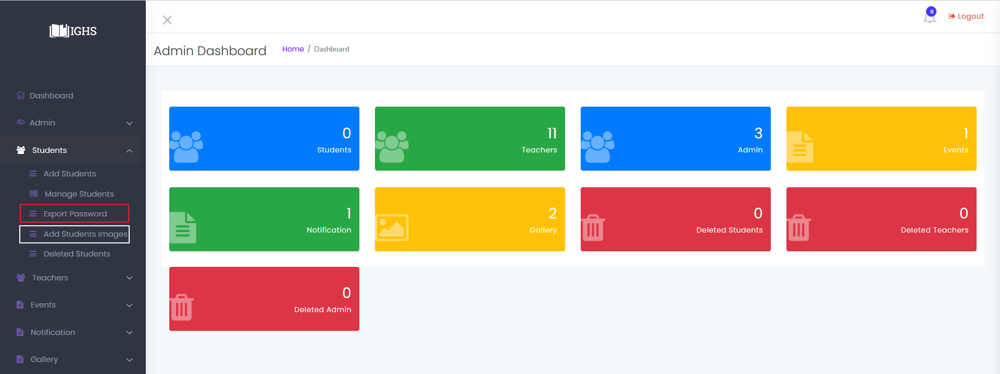 IGHS
0
Logout
Admin Dashboard
Home / Dashboard
Dashboard
Admin
Students
Add Students
Manage Students
Export Password
Add Students Images
Deleted Students
Teachers
Events
Notification
Gallery
0
Students
11
Teachers
3
Admin
1
Events
1
Notification
2
Gallery
0
Deleted Students
0
Deleted Teachers
0
Deleted Admin